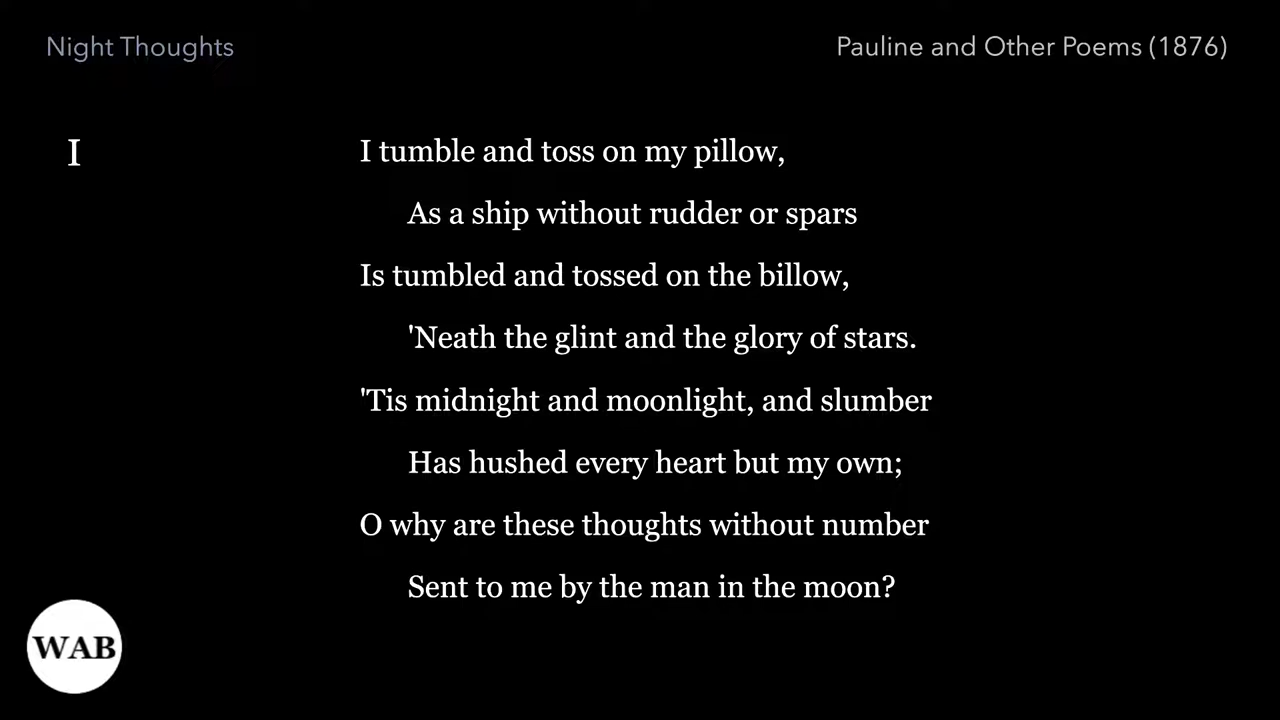 Night Thoughts
Pauline and Other Poems (1876)
I
I tumble and toss on my pillow,
As a ship without rudder or spars
Is tumbled and tossed on the billow,
'Neath the glint and the glory of stars.
'Tis midnight and moonlight, and slumber
Has hushed every heart but my own;
O why are these thoughts without number
Sent to me by the man in the moon?
WAB